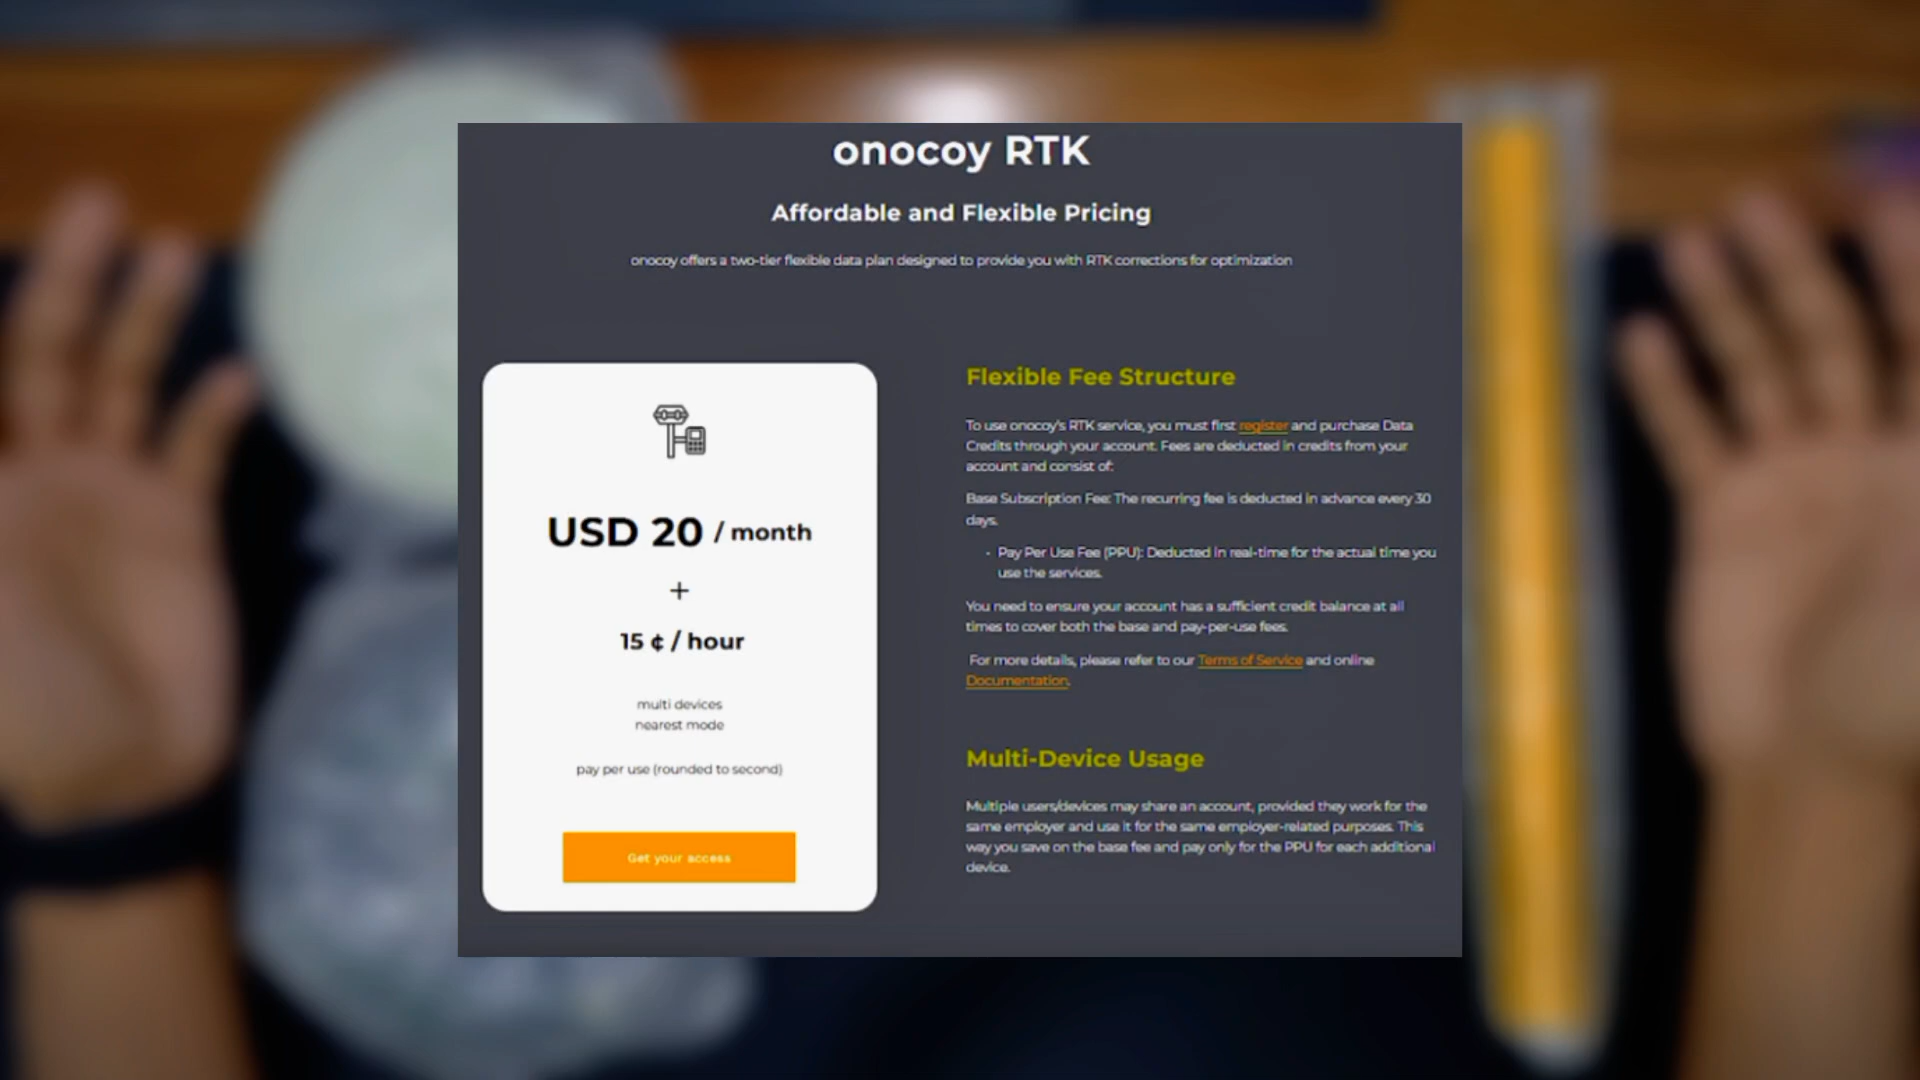 onocoy RTK
Affordable and Flexible Pricing
onocoy offers a two-tier flexible data plan designed to provide you with RTK corrections for optimization
USD 20 / month
+
15 ¢ / hour
multi devices
nearest mode
pay per use (rounded to second)
Get your access
Flexible Fee Structure
To use onocoy's RTK service, you must first register and purchase Data
Credits through your account. Fees are deducted in credits from your
account and consist of:
Base Subscription Fee: The recurring fee is deducted in advance every 30
days.
• Pay Per Use Fee (PPU): Deducted in real-time for the actual time you
use the services.
You need to ensure your account has a sufficient credit balance at all
times to cover both the base and pay-per-use fees.
For more details, please refer to our Terms of Service and online
Documentation.
Multi-Device Usage
Multiple users/devices may share an account, provided they work for the
same employer and use it for the same employer-related purposes. This
way you save on the base fee and pay only for the PPU for each additional
device.